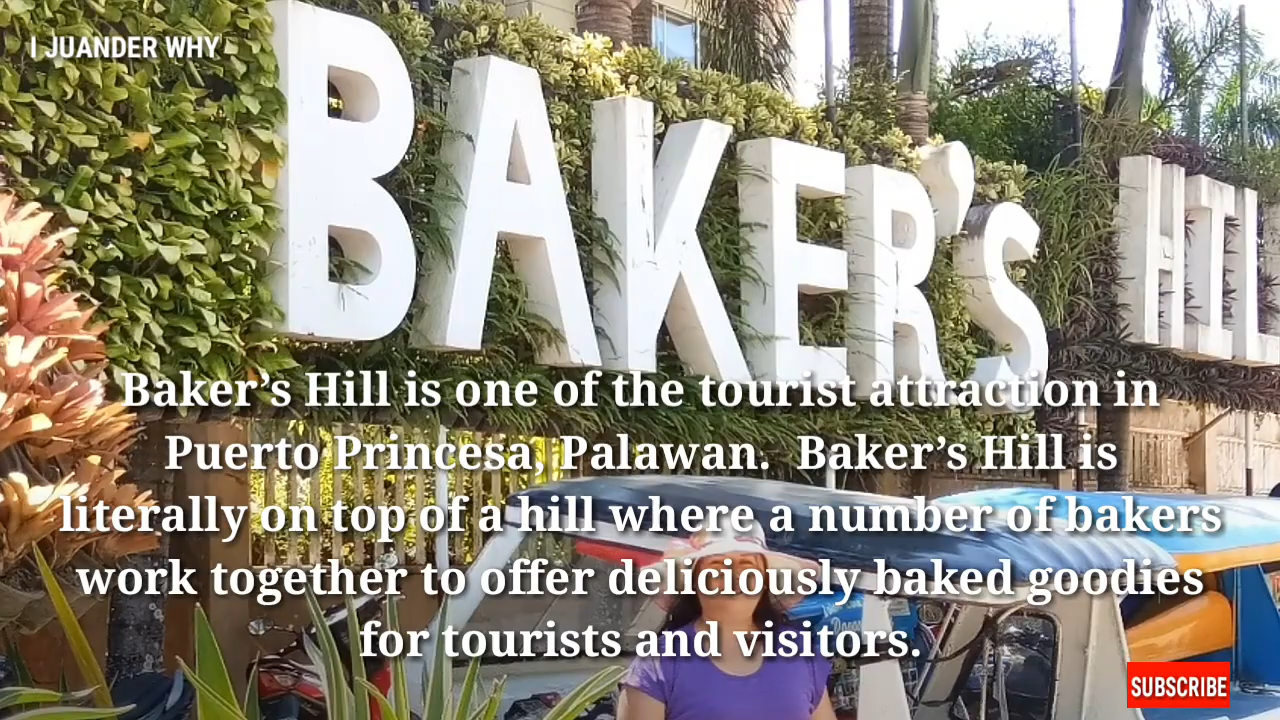 I JUANDER WHY
BAKER'S HILL
Baker's Hill is one of the tourist attraction in
Puerto Princesa, Palawan.  Baker's Hill is
literally on top of a hill where a number of bakers
work together to offer deliciously baked goodies
for tourists and visitors.
SUBSCRIBE